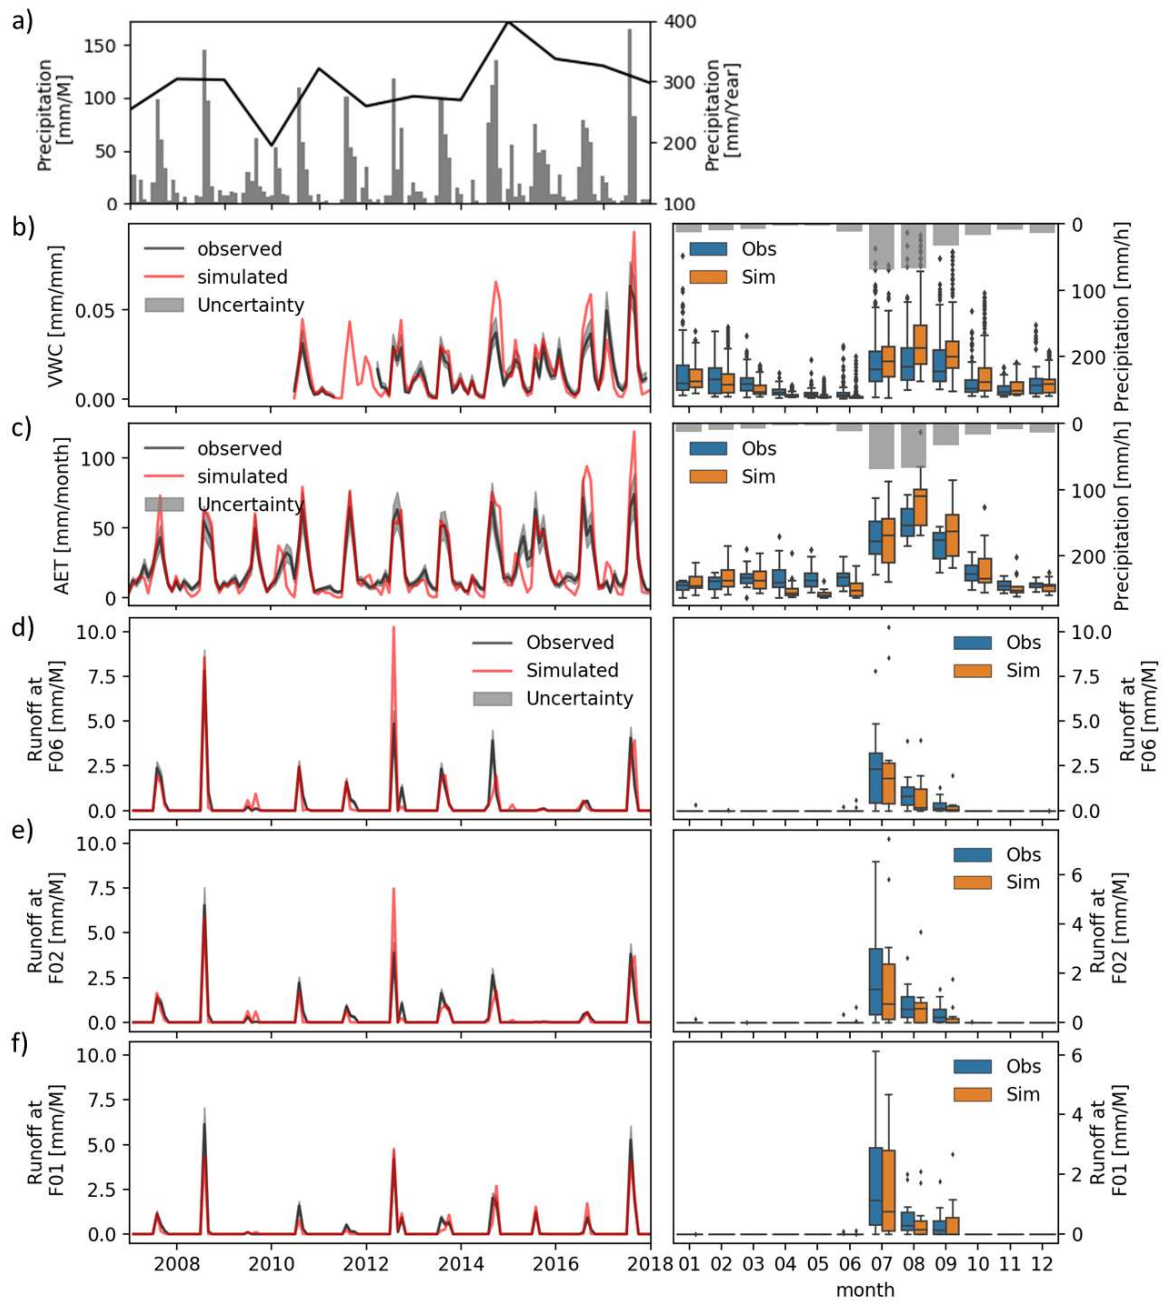 a)
150
100
50
0
Precipitation
[mm/M]
400
300
200
100
Precipitation
[mm/Year]
b)
VWC [mm/mm]
0.05
0.00
observed
simulated
Uncertainty
Obs
Sim
0
100
200
Precipitation [mm/h]
c)
AET [mm/month]
100
50
0
observed
simulated
Uncertainty
Obs
Sim
0
100
200
Precipitation [mm/h]
d)
Runoff at
F06 [mm/M]
10.0
7.5
5.0
2.5
0.0
Observed
Simulated
Uncertainty
Obs
Sim
10.0
7.5
5.0
2.5
0.0
Runoff at
F06 [mm/M]
e)
Runoff at
F02 [mm/M]
10.0
7.5
5.0
2.5
0.0
Obs
Sim
6
4
2
0
Runoff at
F02 [mm/M]
f)
Runoff at
F01 [mm/M]
10.0
7.5
5.0
2.5
0.0
Obs
Sim
6
4
2
0
Runoff at
F01 [mm/M]
2008 2010 2012 2014 2016 2018
01 02 03 04 05 06 07 08 09 10 11 12
month